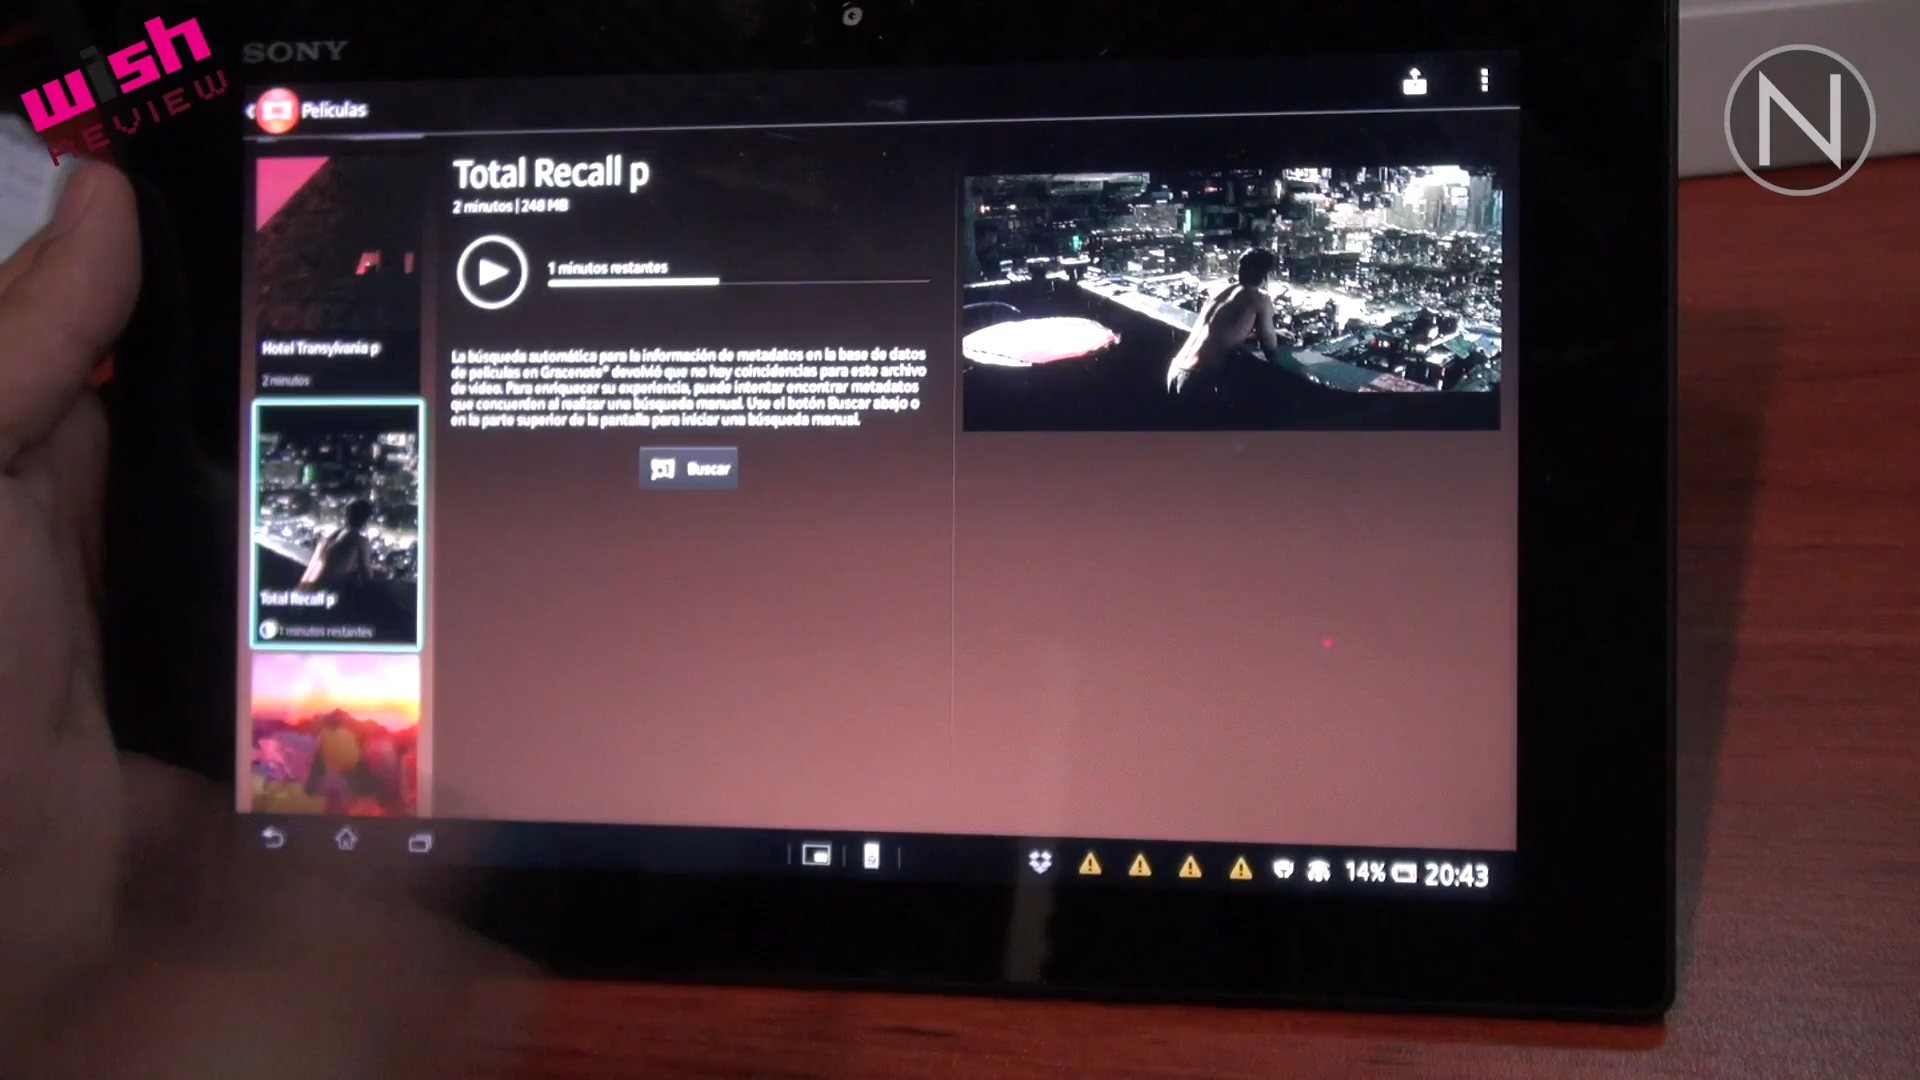 wish
REVIEW
SONY
N
Películas
Total Recall p
2 minutos | 248 MB
1 minutos restantes
La búsqueda automática para la información de metadatos en la base de datos
de películas en Gracenote® devolvió que no hay coincidencias para este archivo
de vídeo. Para enriquecer su experiencia, puede intentar encontrar metadatos
que concuerden al realizar una búsqueda manual. Use el botón Buscar abajo o
en la parte superior de la pantalla para iniciar una búsqueda manual.
Buscar
Hotel Transylvania p
2 minutos
Total Recall p
1 minutos restantes
14% 20:43